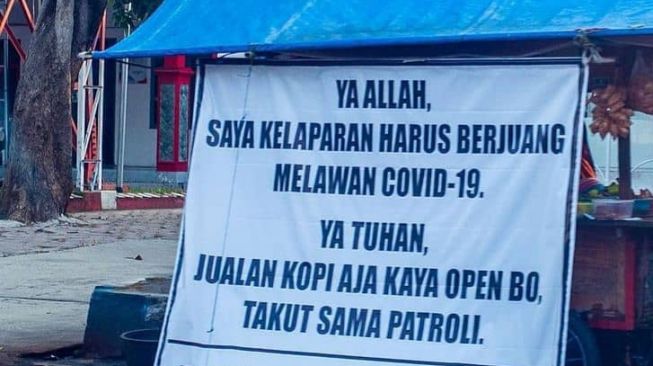 YA ALLAH,
SAYA KELAPARAN HARUS BERJUANG
MELAWAN COVID-19.
YA TUHAN,
JUALAN KOPI AJA KAYA OPEN BO,
TAKUT SAMA PATROLI.